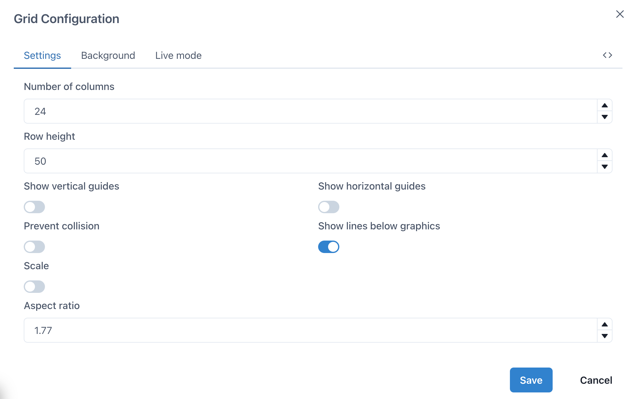 Grid Configuration
Settings Background Live mode
Number of columns
24
Row height
50
Show vertical guides Show horizontal guides
Prevent collision Show lines below graphics
Scale
Aspect ratio
1.77
Save Cancel